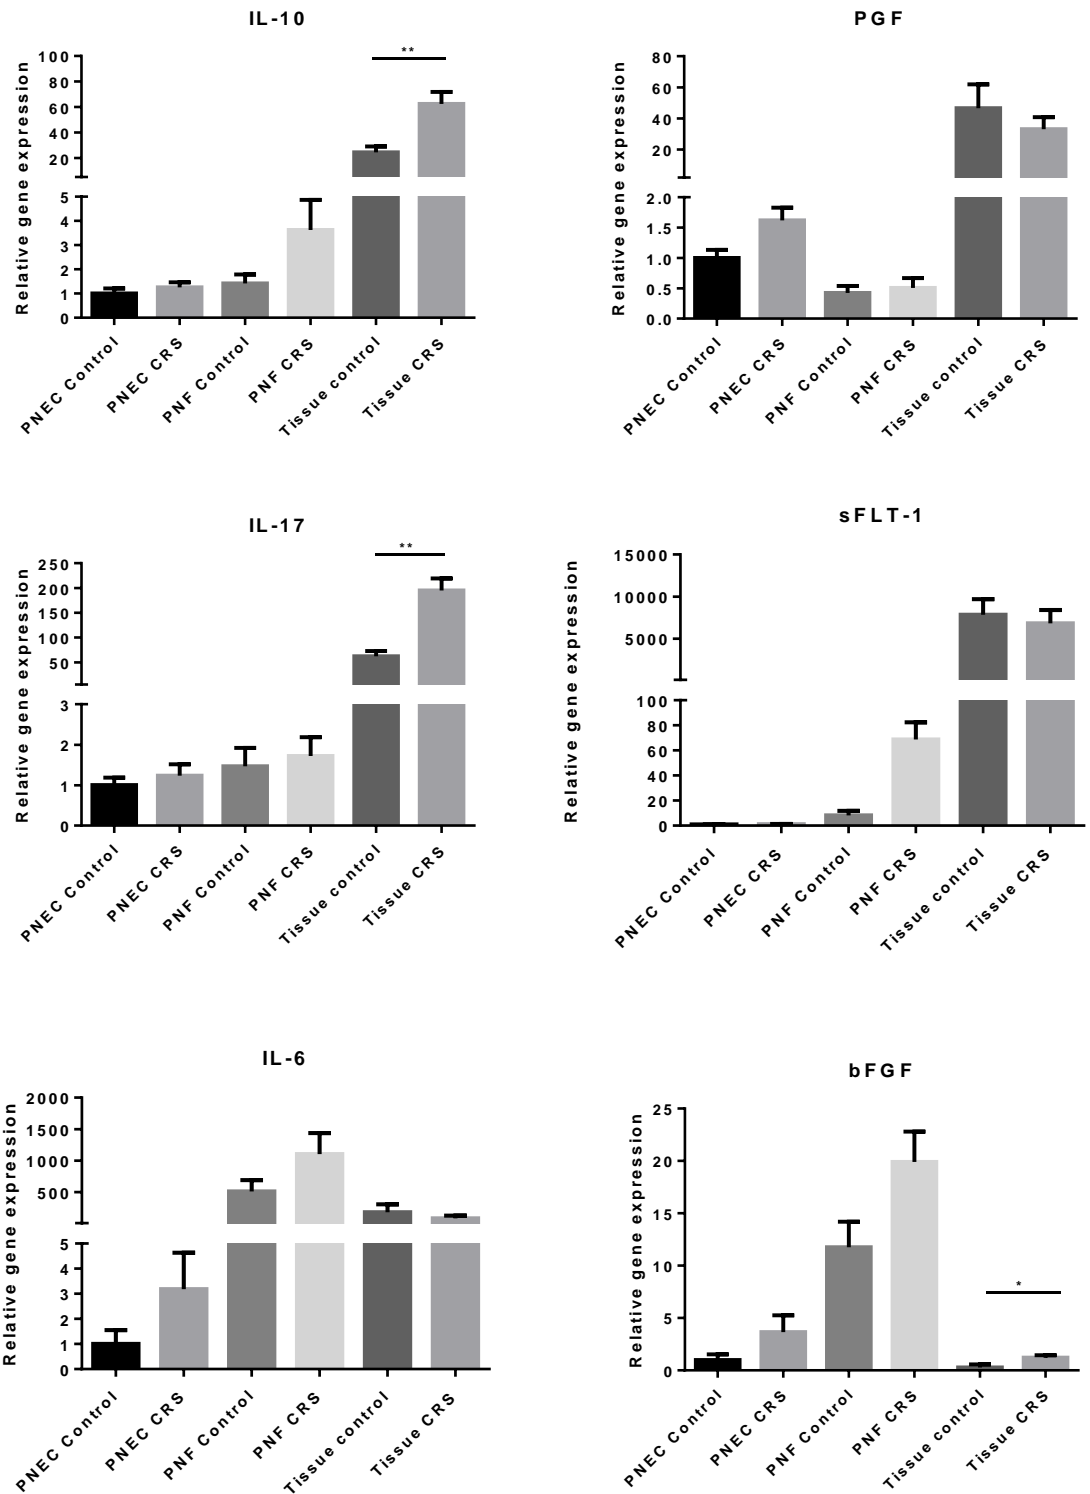 IL-10
Relative gene expression
100
80
60
40
20
5
4
3
2
1
0
**
PNEC Control
PNEC CRS
PNF Control
PNF CRS
Tissue control
Tissue CRS
PGF
Relative gene expression
80
60
40
20
2.0
1.5
1.0
0.5
0.0
PNEC Control
PNEC CRS
PNF Control
PNF CRS
Tissue control
Tissue CRS
IL-17
Relative gene expression
250
200
150
100
50
3
2
1
0
**
PNEC Control
PNEC CRS
PNF Control
PNF CRS
Tissue control
Tissue CRS
sFLT-1
Relative gene expression
15000
10000
5000
100
80
60
40
20
0
PNEC Control
PNEC CRS
PNF Control
PNF CRS
Tissue control
Tissue CRS
IL-6
Relative gene expression
2000
1500
1000
500
5
4
3
2
1
0
PNEC Control
PNEC CRS
PNF Control
PNF CRS
Tissue control
Tissue CRS
bFGF
Relative gene expression
25
20
15
10
5
0
*
PNEC Control
PNEC CRS
PNF Control
PNF CRS
Tissue control
Tissue CRS